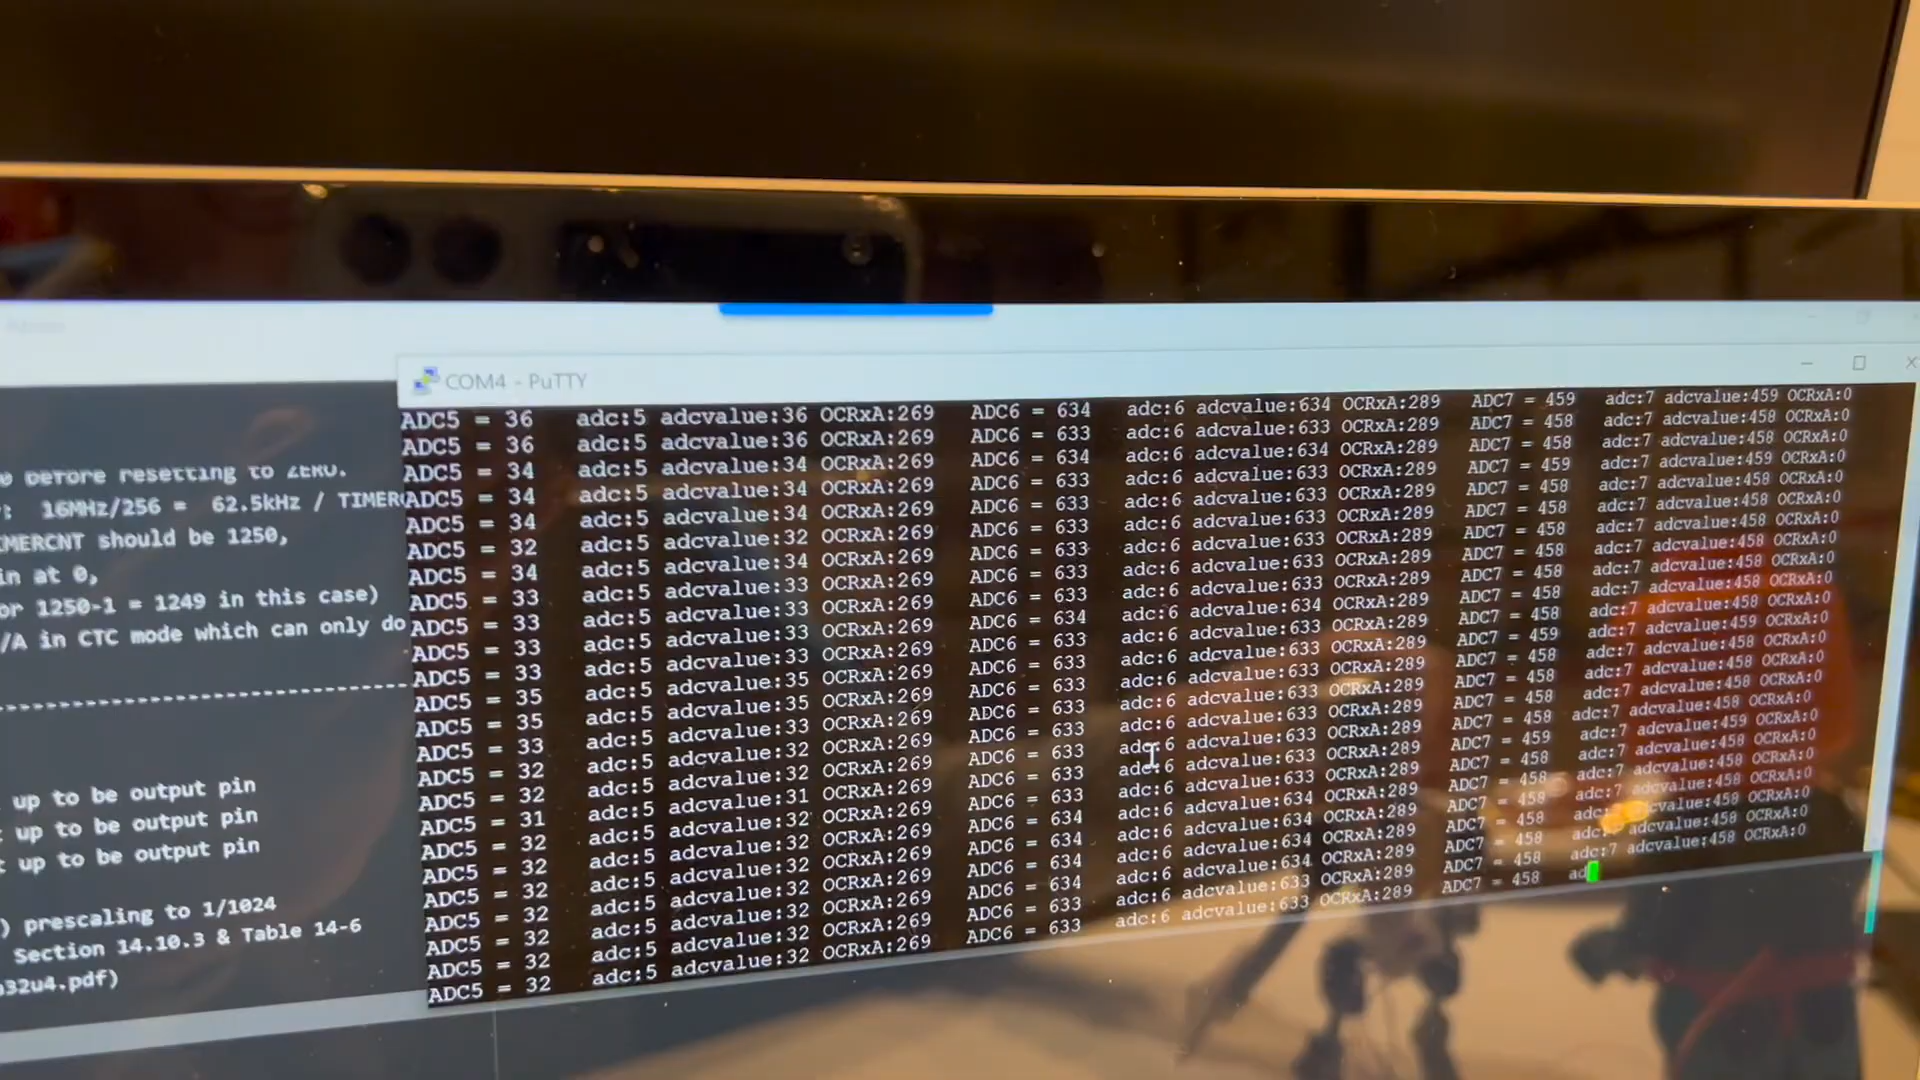 COM4 - PuTTY
before resetting to ZERO.
: 16MHz/256 = 62.5kHz / TIMERC
IMERCNT should be 1250,
in at 0,
or 1250-1 = 1249 in this case)
/A in CTC mode which can only do
up to be output pin
up to be output pin
up to be output pin
) prescaling to 1/1024
Section 14.10.3 & Table 14-6
32u4.pdf)
ADC5 = 36 adc:5 adcvalue:36 OCRxA:269 ADC6 = 634 adc:6 adcvalue:634 OCRxA:289 ADC7 = 459 adc:7 adcvalue:459 OCRxA:0
ADC5 = 36 adc:5 adcvalue:36 OCRxA:269 ADC6 = 633 adc:6 adcvalue:633 OCRxA:289 ADC7 = 458 adc:7 adcvalue:458 OCRxA:0
ADC5 = 34 adc:5 adcvalue:34 OCRxA:269 ADC6 = 634 adc:6 adcvalue:634 OCRxA:289 ADC7 = 458 adc:7 adcvalue:458 OCRxA:0
ADC5 = 34 adc:5 adcvalue:34 OCRxA:269 ADC6 = 633 adc:6 adcvalue:633 OCRxA:289 ADC7 = 459 adc:7 adcvalue:459 OCRxA:0
ADC5 = 34 adc:5 adcvalue:34 OCRxA:269 ADC6 = 633 adc:6 adcvalue:633 OCRxA:289 ADC7 = 458 adc:7 adcvalue:458 OCRxA:0
ADC5 = 32 adc:5 adcvalue:32 OCRxA:269 ADC6 = 633 adc:6 adcvalue:633 OCRxA:289 ADC7 = 458 adc:7 adcvalue:458 OCRxA:0
ADC5 = 34 adc:5 adcvalue:34 OCRxA:269 ADC6 = 633 adc:6 adcvalue:633 OCRxA:289 ADC7 = 458 adc:7 adcvalue:458 OCRxA:0
ADC5 = 33 adc:5 adcvalue:33 OCRxA:269 ADC6 = 633 adc:6 adcvalue:633 OCRxA:289 ADC7 = 458 adc:7 adcvalue:458 OCRxA:0
ADC5 = 33 adc:5 adcvalue:33 OCRxA:269 ADC6 = 633 adc:6 adcvalue:633 OCRxA:289 ADC7 = 458 adc:7 adcvalue:458 OCRxA:0
ADC5 = 33 adc:5 adcvalue:33 OCRxA:269 ADC6 = 634 adc:6 adcvalue:634 OCRxA:289 ADC7 = 458 adc:7 adcvalue:458 OCRxA:0
ADC5 = 33 adc:5 adcvalue:33 OCRxA:269 ADC6 = 633 adc:6 adcvalue:633 OCRxA:289 ADC7 = 458 adc:7 adcvalue:458 OCRxA:0
ADC5 = 35 adc:5 adcvalue:35 OCRxA:269 ADC6 = 633 adc:6 adcvalue:633 OCRxA:289 ADC7 = 459 adc:7 adcvalue:459 OCRxA:0
ADC5 = 35 adc:5 adcvalue:35 OCRxA:269 ADC6 = 633 adc:6 adcvalue:633 OCRxA:289 ADC7 = 458 adc:7 adcvalue:458 OCRxA:0
ADC5 = 33 adc:5 adcvalue:33 OCRxA:269 ADC6 = 633 adc:6 adcvalue:633 OCRxA:289 ADC7 = 458 adc:7 adcvalue:458 OCRxA:0
ADC5 = 32 adc:5 adcvalue:32 OCRxA:269 ADC6 = 633 adc:6 adcvalue:633 OCRxA:289 ADC7 = 458 adc:7 adcvalue:458 OCRxA:0
ADC5 = 32 adc:5 adcvalue:32 OCRxA:269 ADC6 = 633 adc:6 adcvalue:633 OCRxA:289 ADC7 = 458 adc:7 adcvalue:458 OCRxA:0
ADC5 = 31 adc:5 adcvalue:31 OCRxA:269 ADC6 = 633 adc:6 adcvalue:633 OCRxA:289 ADC7 = 459 adc:7 adcvalue:459 OCRxA:0
ADC5 = 32 adc:5 adcvalue:32 OCRxA:269 ADC6 = 634 adc:6 adcvalue:634 OCRxA:289 ADC7 = 458 adc:7 adcvalue:458 OCRxA:0
ADC5 = 32 adc:5 adcvalue:32 OCRxA:269 ADC6 = 634 adc:6 adcvalue:634 OCRxA:289 ADC7 = 458 adc:7 adcvalue:458 OCRxA:0
ADC5 = 32 adc:5 adcvalue:32 OCRxA:269 ADC6 = 634 adc:6 adcvalue:634 OCRxA:289 ADC7 = 458 adcvalue:458 OCRxA:0
ADC5 = 32 adc:5 adcvalue:32 OCRxA:269 ADC6 = 634 adc:6 adcvalue:634 OCRxA:289 ADC7 = 458 adcvalue:458 OCRxA:0
ADC5 = 32 adc:5 adcvalue:32 OCRxA:269 ADC6 = 633 adc:6 adcvalue:633 OCRxA:289 ADC7 = 458 adc:7 adcvalue:458 OCRxA:0
ADC5 = 32 adc:5 adcvalue:32 OCRxA:269 ADC6 = 633 adc:6 adcvalue:633 OCRxA:289 ADC7 = 458 ad